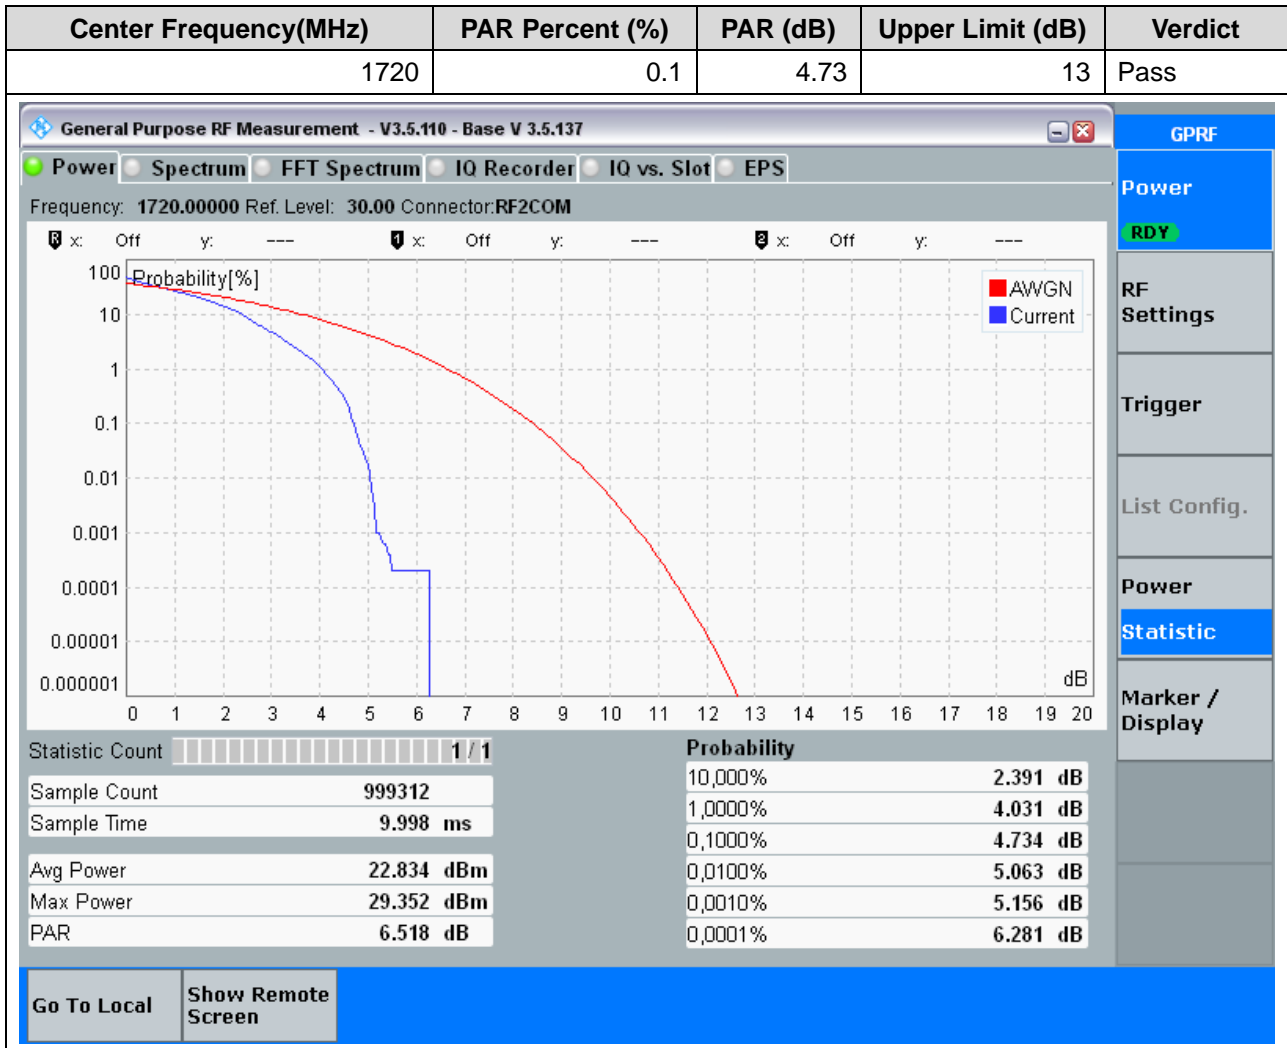 Center Frequency(MHz) PAR Percent (%) PAR (dB) Upper Limit (dB) Verdict
1720 0.1 4.73 13 Pass
General Purpose RF Measurement - V3.5.110 - Base V 3.5.137
GPRF
Power Spectrum FFT Spectrum IQ Recorder IQ vs. Slot EPS
Frequency: 1720.00000 Ref. Level: 30.00 Connector:RF2COM
R x: Off y: --- 1 x: Off y: --- 2 x: Off y: ---
Probability[%]
AWGN
Current
100
10
1
0.1
0.01
0.001
0.0001
0.00001
0.000001
dB
0 1 2 3 4 5 6 7 8 9 10 11 12 13 14 15 16 17 18 19 20
Statistic Count 1 / 1
Sample Count 999312
Sample Time 9.998 ms
Avg Power 22.834 dBm
Max Power 29.352 dBm
PAR 6.518 dB
Probability
10,000% 2.391 dB
1,0000% 4.031 dB
0,1000% 4.734 dB
0,0100% 5.063 dB
0,0010% 5.156 dB
0,0001% 6.281 dB
Power
RDY
RF
Settings
Trigger
List Config.
Power
Statistic
Marker /
Display
Go To Local
Show Remote
Screen